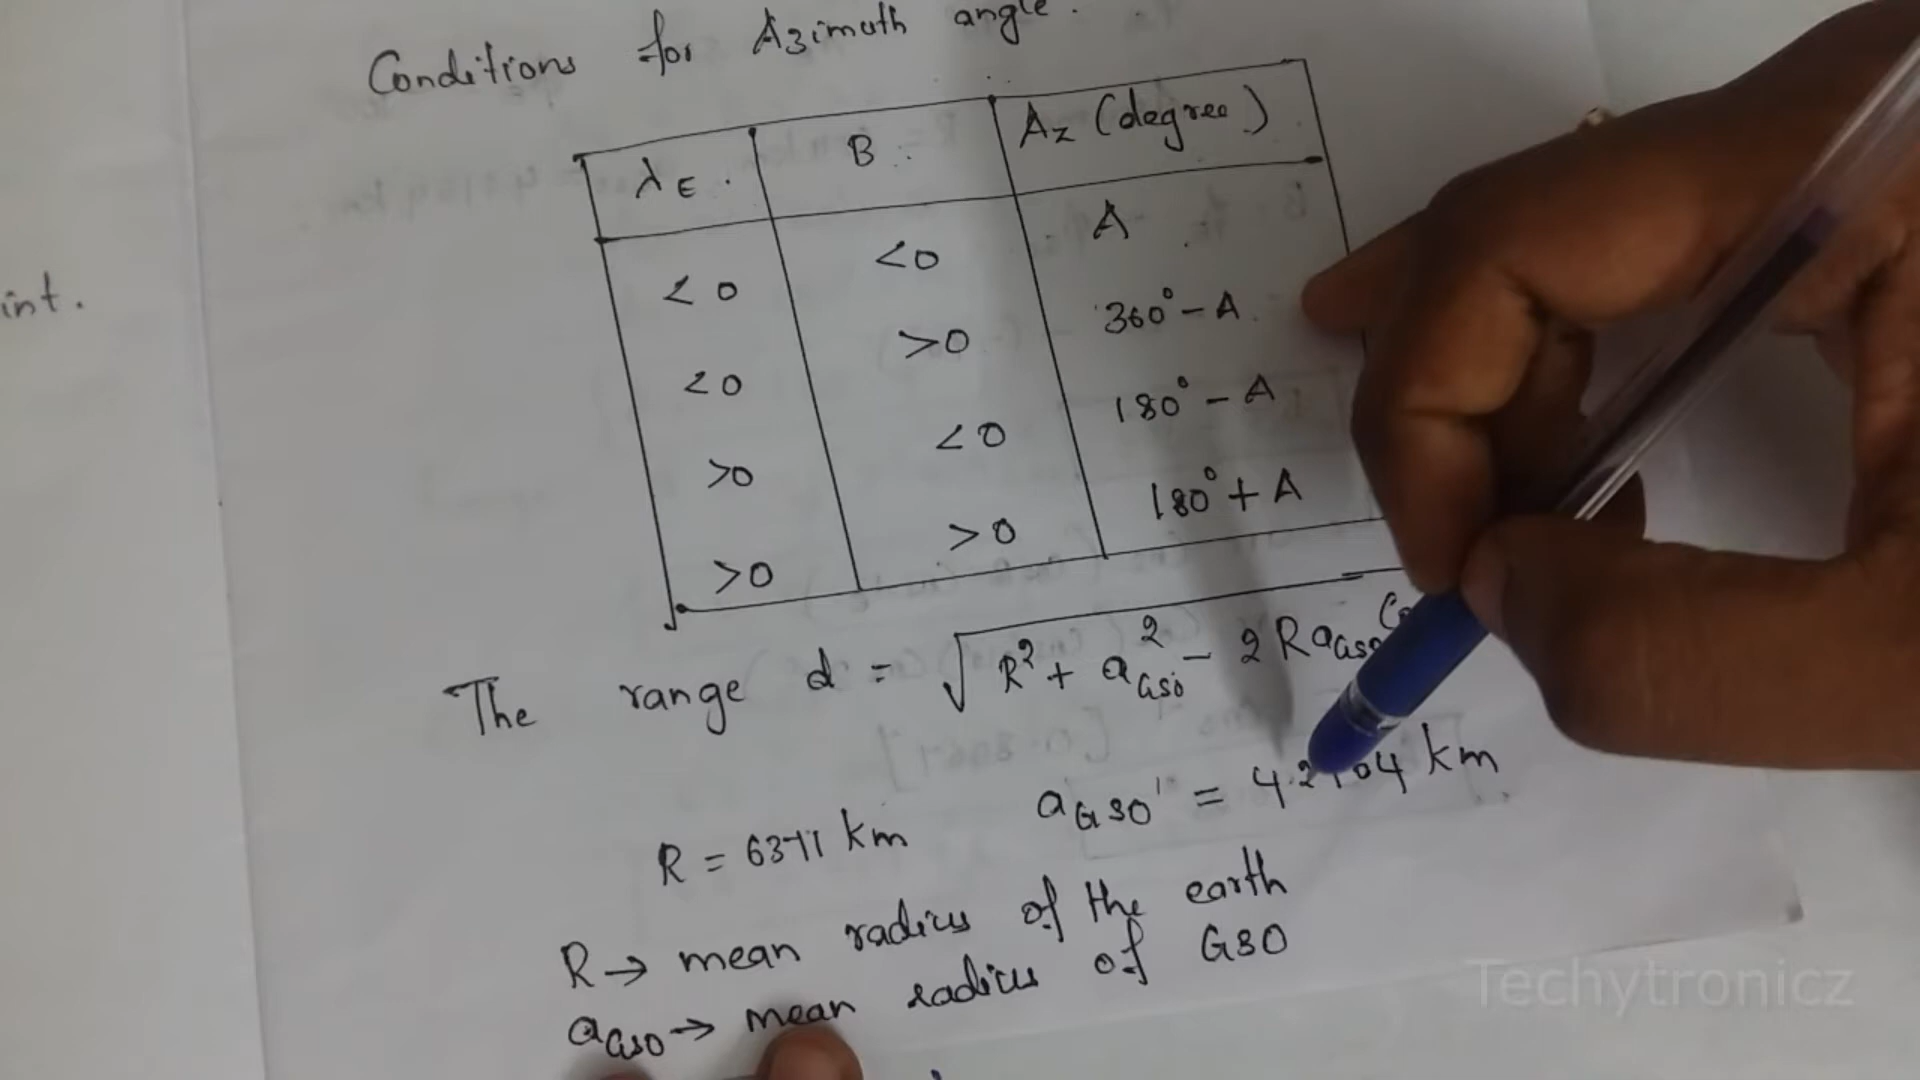 Conditions for Azimuth angle.
λE B Az (degree)
<0 <0 A
<0 >0 360° - A
>0 <0 180° - A
>0 >0 180° + A
int.
The range d = √R² + aGSO² - 2RaGSO
R = 6371 km aGSO = km
R → mean radius of the earth
aGSO → mean radius of GSO
Techytronicz